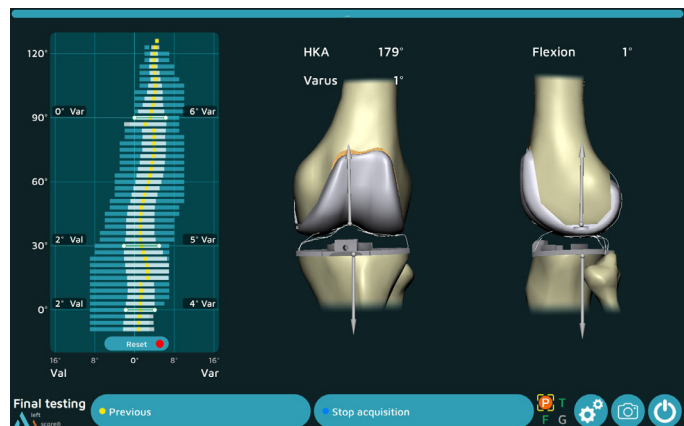 HKA 179°
Flexion 1°
Varus 1°
120°
0° Var 6° Var
90°
60°
2° Val 5° Var
30°
2° Val 4° Var
0°
Reset
16° 8° 0° 8° 16°
Val Var
Final testing
left
score®
Previous
Stop acquisition
P T
F G